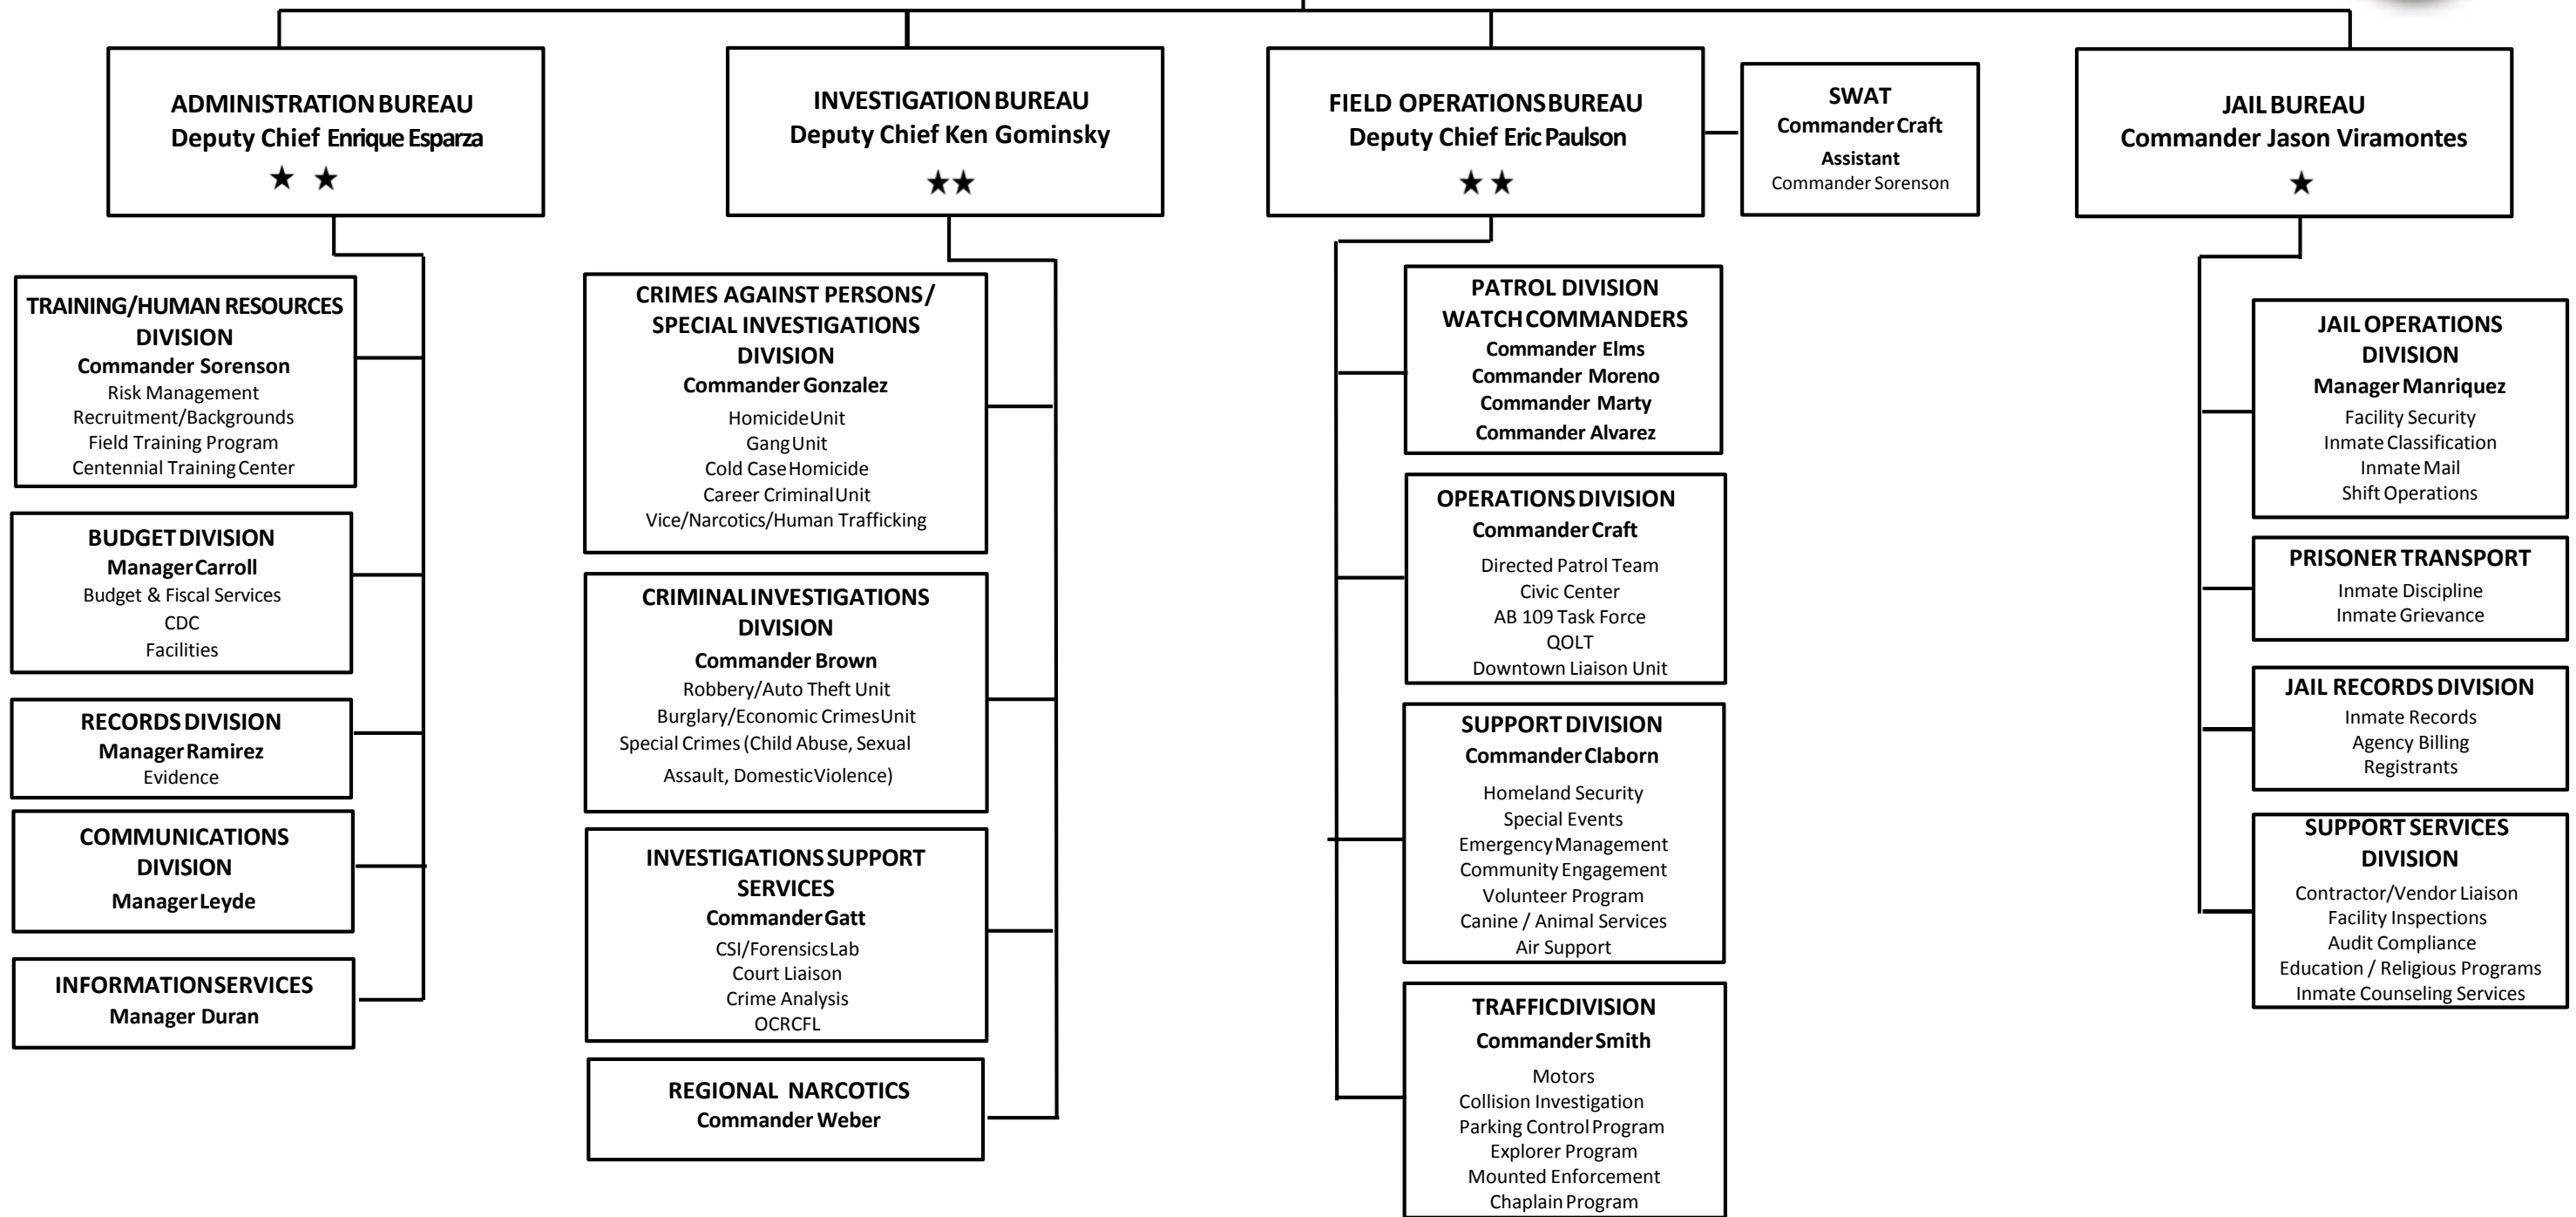 ADMINISTRATION BUREAU
Deputy Chief Enrique Esparza
TRAINING/HUMAN RESOURCES
DIVISION
Commander Sorenson
Risk Management
Recruitment/Backgrounds
Field Training Program
Centennial Training Center
BUDGET DIVISION
Manager Carroll
Budget & Fiscal Services
CDC
Facilities
RECORDS DIVISION
Manager Ramirez
Evidence
COMMUNICATIONS
DIVISION
Manager Leyde
INFORMATION SERVICES
Manager Duran
INVESTIGATION BUREAU
Deputy Chief Ken Gominsky
CRIMES AGAINST PERSONS/
SPECIAL INVESTIGATIONS
DIVISION
Commander Gonzalez
Homicide Unit
Gang Unit
Cold Case Homicide
Career Criminal Unit
Vice/Narcotics/Human Trafficking
CRIMINAL INVESTIGATIONS
DIVISION
Commander Brown
Robbery/Auto Theft Unit
Burglary/Economic Crimes Unit
Special Crimes (Child Abuse, Sexual
Assault, Domestic Violence)
INVESTIGATIONS SUPPORT
SERVICES
Commander Gatt
CSI/Forensics Lab
Court Liaison
Crime Analysis
OCRCFL
REGIONAL NARCOTICS
Commander Weber
FIELD OPERATIONS BUREAU
Deputy Chief Eric Paulson
SWAT
Commander Craft
Assistant
Commander Sorenson
PATROL DIVISION
WATCH COMMANDERS
Commander Elms
Commander Moreno
Commander Marty
Commander Alvarez
OPERATIONS DIVISION
Commander Craft
Directed Patrol Team
Civic Center
AB 109 Task Force
QOLT
Downtown Liaison Unit
SUPPORT DIVISION
Commander Claborn
Homeland Security
Special Events
Emergency Management
Community Engagement
Volunteer Program
Canine / Animal Services
Air Support
TRAFFIC DIVISION
Commander Smith
Motors
Collision Investigation
Parking Control Program
Explorer Program
Mounted Enforcement
Chaplain Program
JAIL BUREAU
Commander Jason Viramontes
JAIL OPERATIONS
DIVISION
Manager Manriquez
Facility Security
Inmate Classification
Inmate Mail
Shift Operations
PRISONER TRANSPORT
Inmate Discipline
Inmate Grievance
JAIL RECORDS DIVISION
Inmate Records
Agency Billing
Registrants
SUPPORT SERVICES
DIVISION
Contractor/Vendor Liaison
Facility Inspections
Audit Compliance
Education / Religious Programs
Inmate Counseling Services